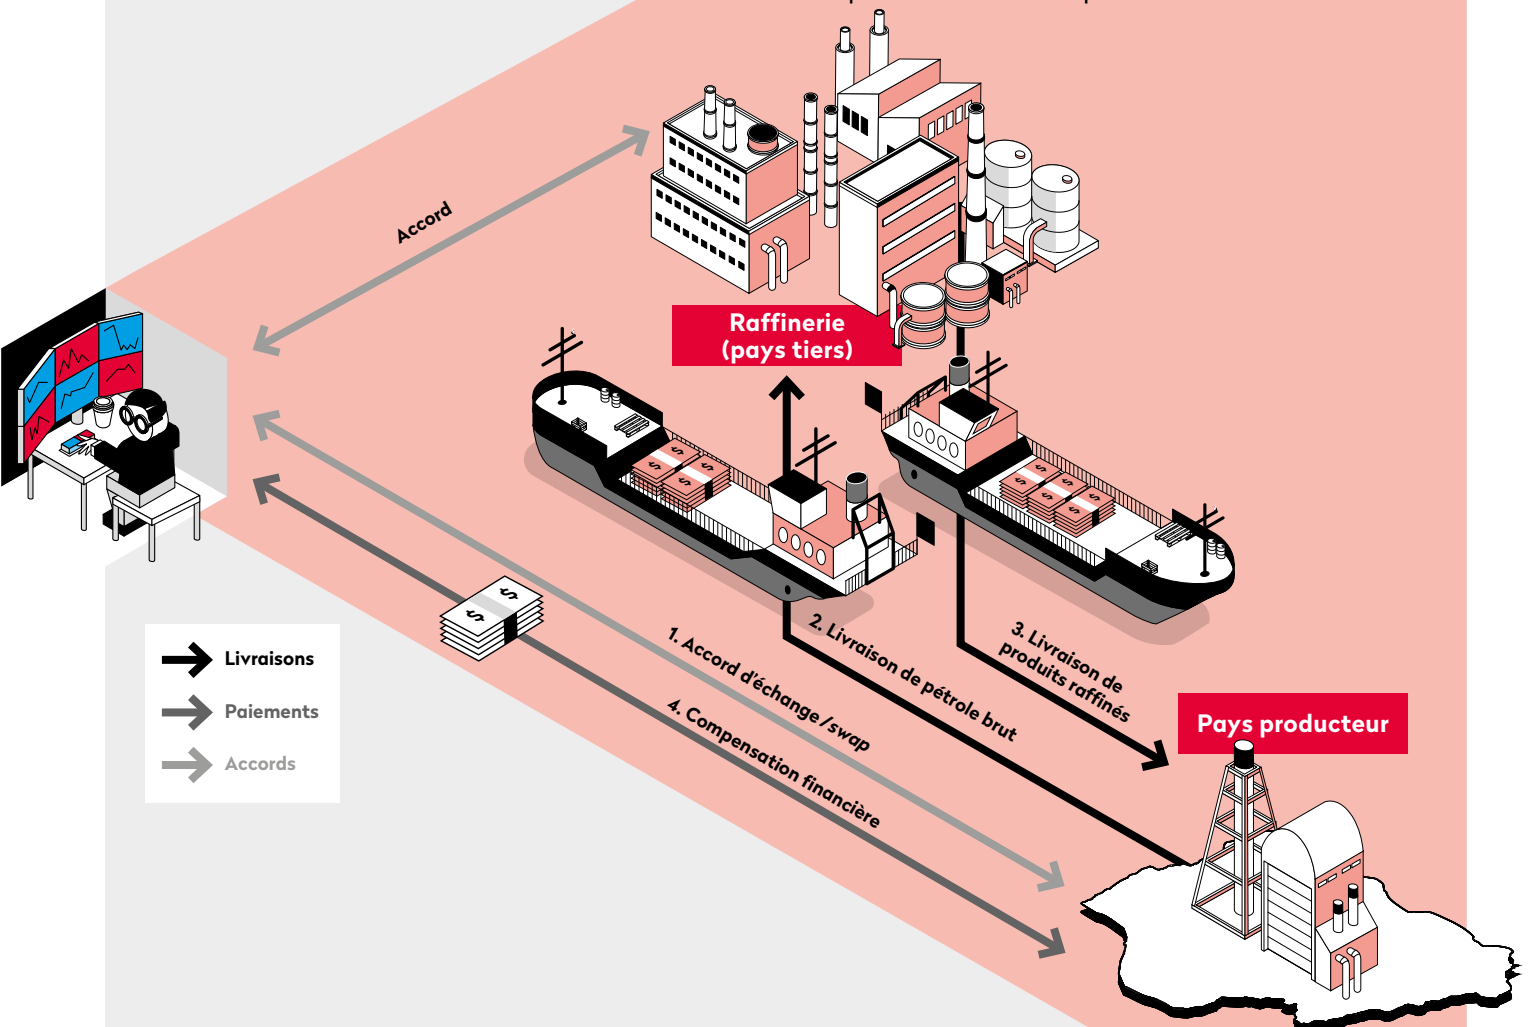 Accord
Raffinerie
(pays tiers)
1. Accord d'échange/swap
2. Livraison de pétrole brut
3. Livraison de
produits raffinés
4. Compensation financière
Pays producteur
Livraisons
Paiements
Accords